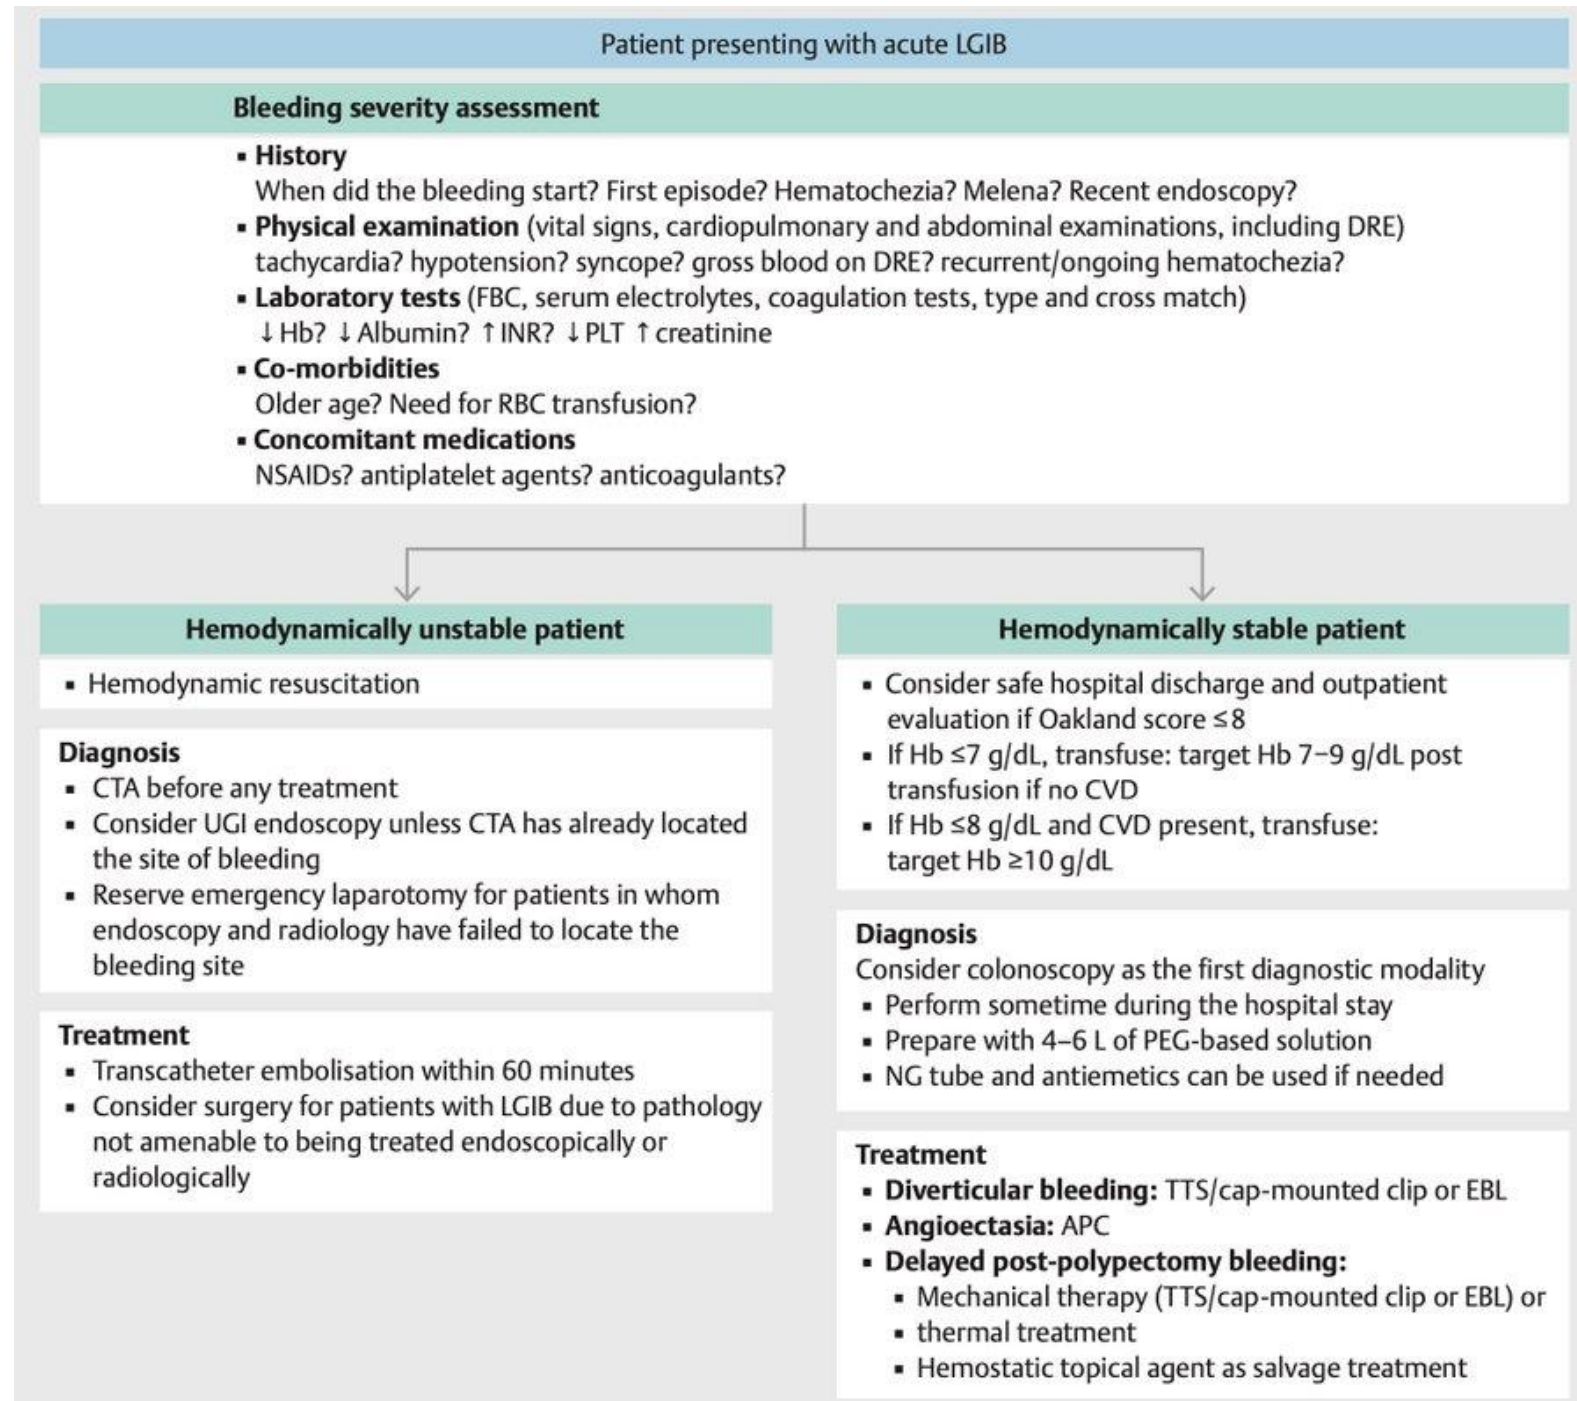 Patient presenting with acute LGIB
Bleeding severity assessment
▪ History
When did the bleeding start? First episode? Hematochezia? Melena? Recent endoscopy?
▪ Physical examination (vital signs, cardiopulmonary and abdominal examinations, including DRE)
tachycardia? hypotension? syncope? gross blood on DRE? recurrent/ongoing hematochezia?
▪ Laboratory tests (FBC, serum electrolytes, coagulation tests, type and cross match)
↓Hb? ↓Albumin? ↑INR? ↓PLT ↑creatinine
▪ Co-morbidities
Older age? Need for RBC transfusion?
▪ Concomitant medications
NSAIDs? antiplatelet agents? anticoagulants?
Hemodynamically unstable patient
▪ Hemodynamic resuscitation
Diagnosis
▪ CTA before any treatment
▪ Consider UGI endoscopy unless CTA has already located
the site of bleeding
▪ Reserve emergency laparotomy for patients in whom
endoscopy and radiology have failed to locate the
bleeding site
Treatment
▪ Transcatheter embolisation within 60 minutes
▪ Consider surgery for patients with LGIB due to pathology
not amenable to being treated endoscopically or
radiologically
Hemodynamically stable patient
▪ Consider safe hospital discharge and outpatient
evaluation if Oakland score ≤8
▪ If Hb ≤7 g/dL, transfuse: target Hb 7–9 g/dL post
transfusion if no CVD
▪ If Hb ≤8 g/dL and CVD present, transfuse:
target Hb ≥10 g/dL
Diagnosis
Consider colonoscopy as the first diagnostic modality
▪ Perform sometime during the hospital stay
▪ Prepare with 4–6 L of PEG-based solution
▪ NG tube and antiemetics can be used if needed
Treatment
▪ Diverticular bleeding: TTS/cap-mounted clip or EBL
▪ Angioectasia: APC
▪ Delayed post-polypectomy bleeding:
▪ Mechanical therapy (TTS/cap-mounted clip or EBL) or
▪ thermal treatment
▪ Hemostatic topical agent as salvage treatment